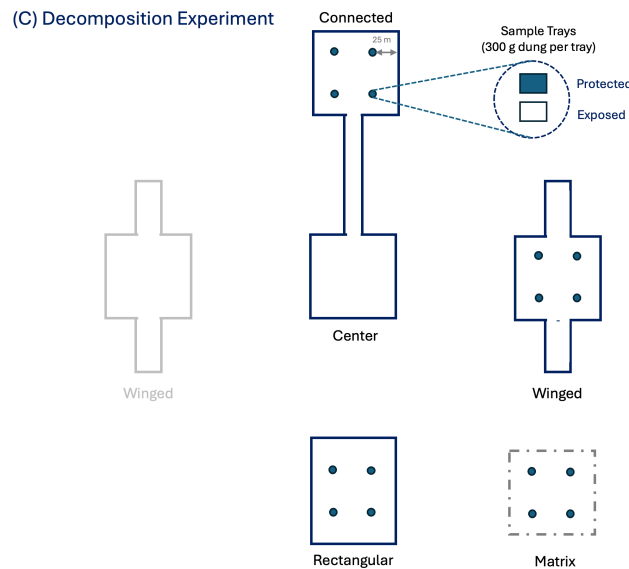 (C) Decomposition Experiment
Connected
25 m
Sample Trays
(300 g dung per tray)
Protected
Exposed
Center
Winged
Winged
Rectangular
Matrix